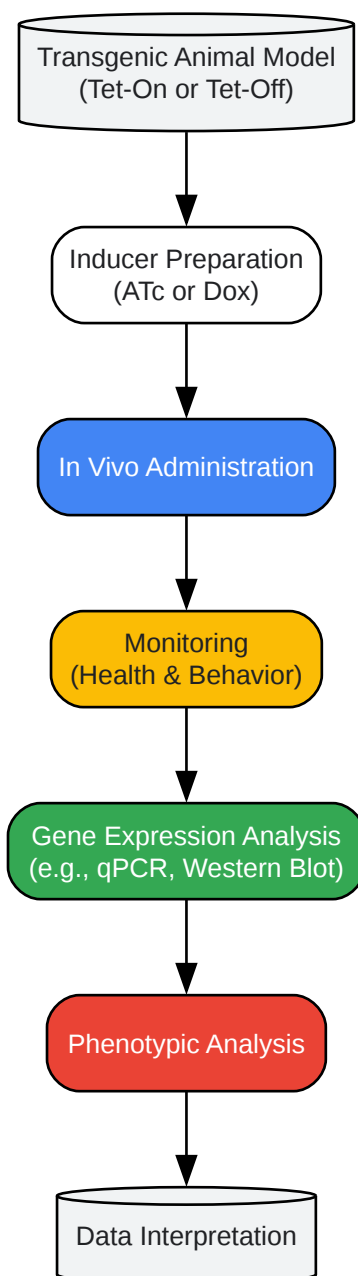 Transgenic Animal Model
(Tet-On or Tet-Off)
Inducer Preparation
(ATc or Dox)
In Vivo Administration
Monitoring
(Health & Behavior)
Gene Expression Analysis
(e.g., qPCR, Western Blot)
Phenotypic Analysis
Data Interpretation